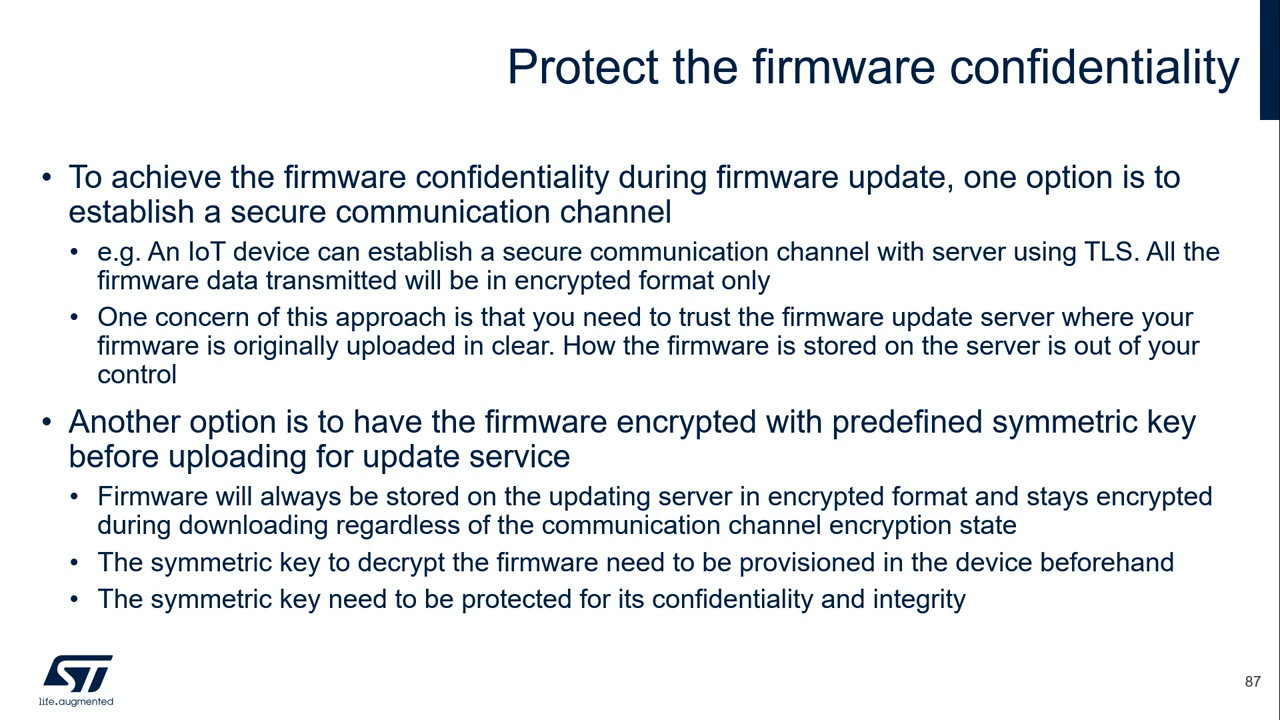 Protect the firmware confidentiality
• To achieve the firmware confidentiality during firmware update, one option is to
establish a secure communication channel
• e.g. An IoT device can establish a secure communication channel with server using TLS. All the
firmware data transmitted will be in encrypted format only
• One concern of this approach is that you need to trust the firmware update server where your
firmware is originally uploaded in clear. How the firmware is stored on the server is out of your
control
• Another option is to have the firmware encrypted with predefined symmetric key
before uploading for update service
• Firmware will always be stored on the updating server in encrypted format and stays encrypted
during downloading regardless of the communication channel encryption state
• The symmetric key to decrypt the firmware need to be provisioned in the device beforehand
• The symmetric key need to be protected for its confidentiality and integrity
ST
life.augmented
87